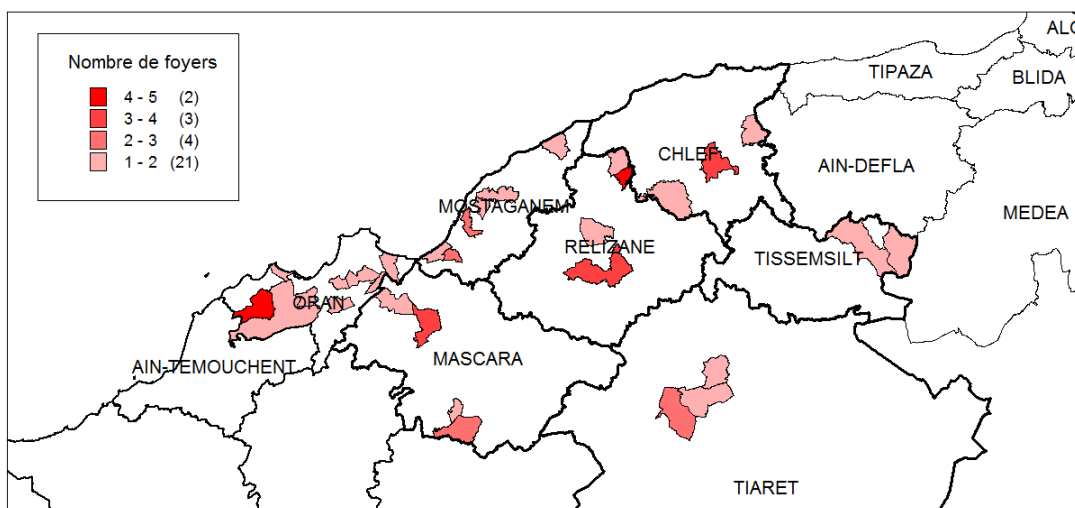 Nombre de foyers
4 - 5 (2)
3 - 4 (3)
2 - 3 (4)
1 - 2 (21)
ALG
TIPAZA
BLIDA
CHLEF
AIN-DEFLA
MOSTAGANEM
MEDEA
RELIZANE
TISSEMSILT
ORAN
MASCARA
AIN-TEMOUCHENT
TIARET